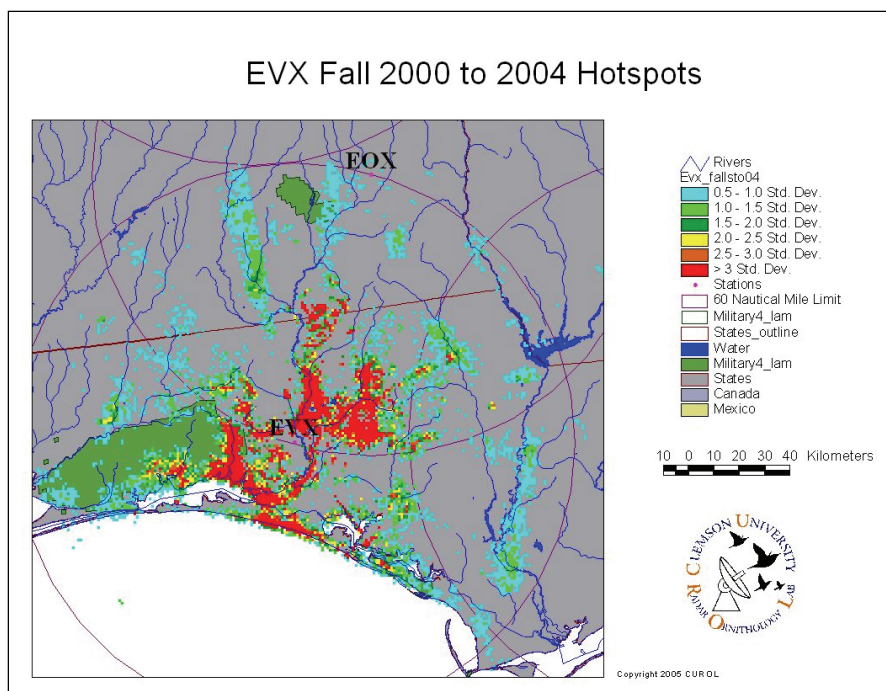 EVX Fall 2000 to 2004 Hotspots
EOX
EVX
Rivers
Evx_fallsto04
0.5 - 1.0 Std. Dev.
1.0 - 1.5 Std. Dev.
1.5 - 2.0 Std. Dev.
2.0 - 2.5 Std. Dev.
2.5 - 3.0 Std. Dev.
> 3 Std. Dev.
Stations
60 Nautical Mile Limit
Military4_lam
States_outline
Water
Military4_lam
States
Canada
Mexico
10 0 10 20 30 40 Kilometers
CLEMSON UNIVERSITY
RADAR ORNITHOLOGY LAB
Copyright 2005 CUROL